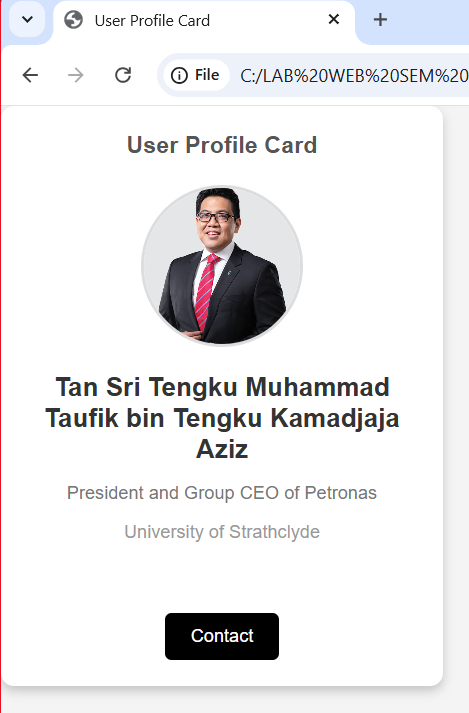 User Profile Card
File
C:/LAB%20WEB%20SEM%20
User Profile Card
Tan Sri Tengku Muhammad
Taufik bin Tengku Kamadjaja
Aziz
President and Group CEO of Petronas
University of Strathclyde
Contact